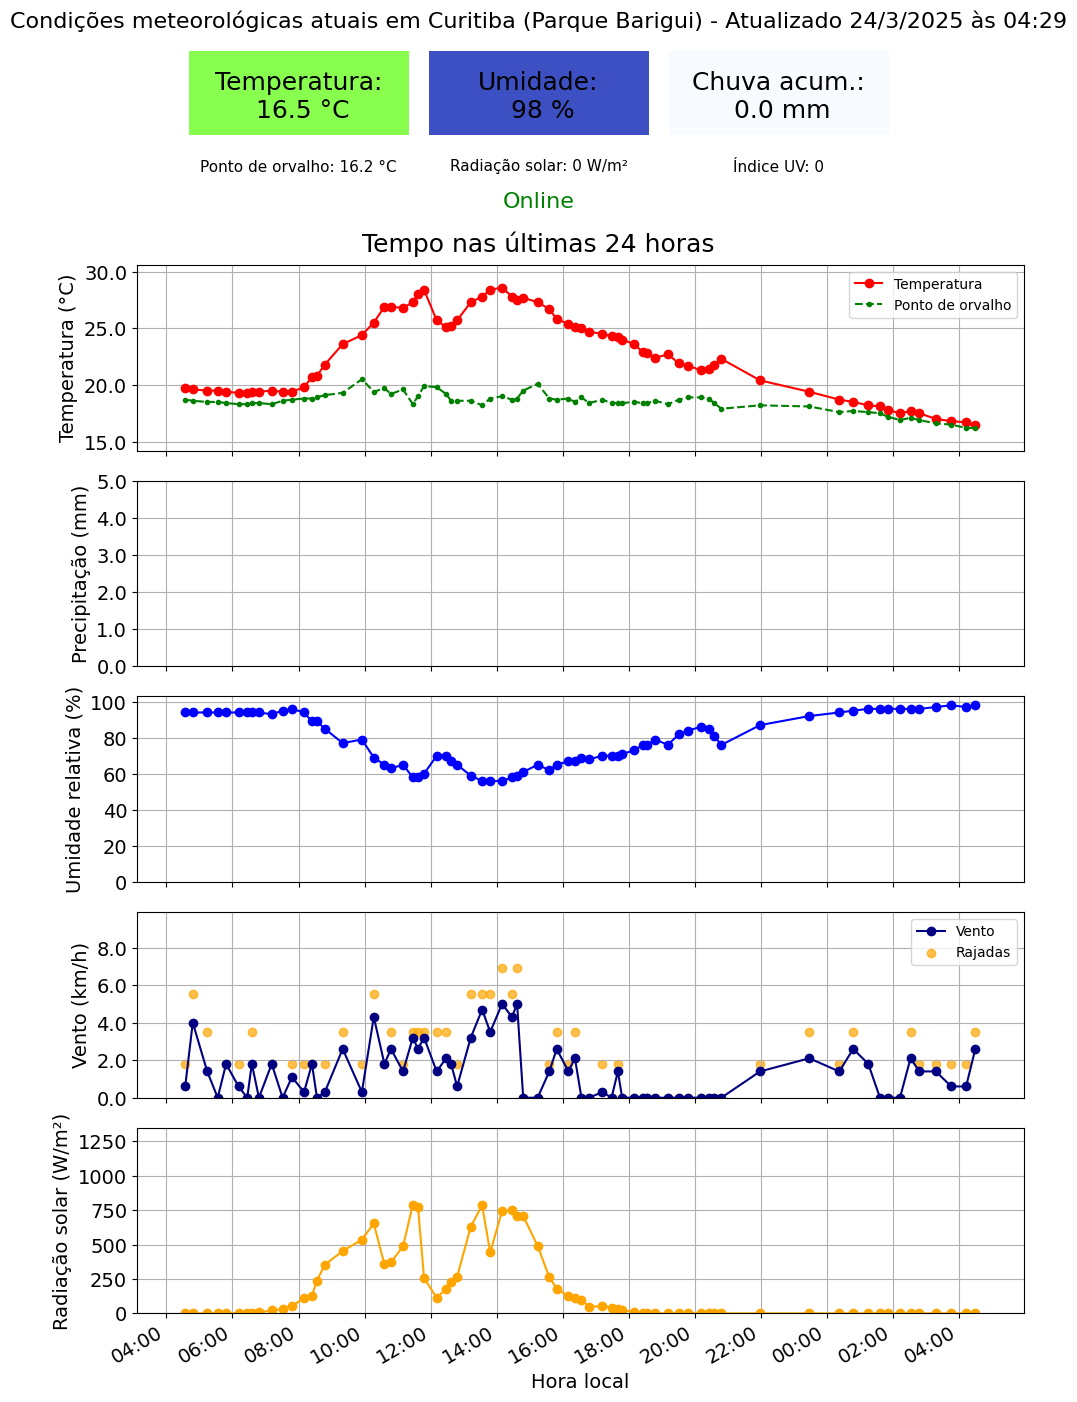 Condições meteorológicas atuais em Curitiba (Parque Barigui) - Atualizado 24/3/2025 às 04:29
Temperatura:
16.5 °C
Umidade:
98 %
Chuva acum.:
0.0 mm
Ponto de orvalho: 16.2 °C
Radiação solar: 0 W/m²
Índice UV: 0
Online
Tempo nas últimas 24 horas
Temperatura (°C)
30.0
25.0
20.0
15.0
Temperatura
Ponto de orvalho
Precipitação (mm)
5.0
4.0
3.0
2.0
1.0
0.0
Umidade relativa (%)
100
80
60
40
20
0
Vento (km/h)
8.0
6.0
4.0
2.0
0.0
Vento
Rajadas
Radiação solar (W/m²)
1250
1000
750
500
250
0
04:00
06:00
08:00
10:00
12:00
14:00
16:00
18:00
20:00
22:00
00:00
02:00
04:00
Hora local